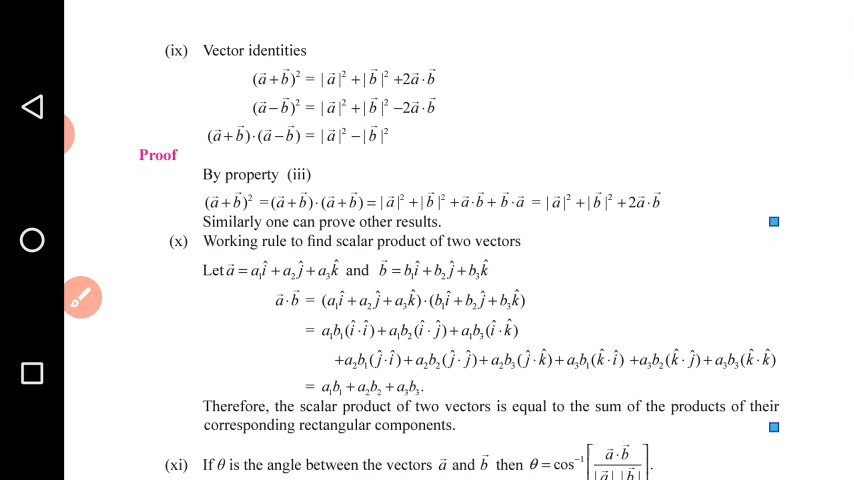 (ix) Vector identities
(a⃗ + b⃗)² = |a⃗|² + |b⃗|² + 2a⃗ · b⃗
(a⃗ − b⃗)² = |a⃗|² + |b⃗|² − 2a⃗ · b⃗
(a⃗ + b⃗) · (a⃗ − b⃗) = |a⃗|² − |b⃗|²
Proof
By property (iii)
(a⃗ + b⃗)² = (a⃗ + b⃗) · (a⃗ + b⃗) = |a⃗|² + |b⃗|² + a⃗ · b⃗ + b⃗ · a⃗ = |a⃗|² + |b⃗|² + 2a⃗ · b⃗
Similarly one can prove other results.
(x) Working rule to find scalar product of two vectors
Let a⃗ = a₁î + a₂ĵ + a₃k̂ and b⃗ = b₁î + b₂ĵ + b₃k̂
a⃗ · b⃗ = (a₁î + a₂ĵ + a₃k̂) · (b₁î + b₂ĵ + b₃k̂)
= a₁b₁(î · î) + a₁b₂(î · ĵ) + a₁b₃(î · k̂)
+a₂b₁(ĵ · î) + a₂b₂(ĵ · ĵ) + a₂b₃(ĵ · k̂) + a₃b₁(k̂ · î) + a₃b₂(k̂ · ĵ) + a₃b₃(k̂ · k̂)
= a₁b₁ + a₂b₂ + a₃b₃.
Therefore, the scalar product of two vectors is equal to the sum of the products of their
corresponding rectangular components.
(xi) If θ is the angle between the vectors a⃗ and b⃗ then θ = cos⁻¹[a⃗ · b⃗ / |a⃗| |b⃗|].